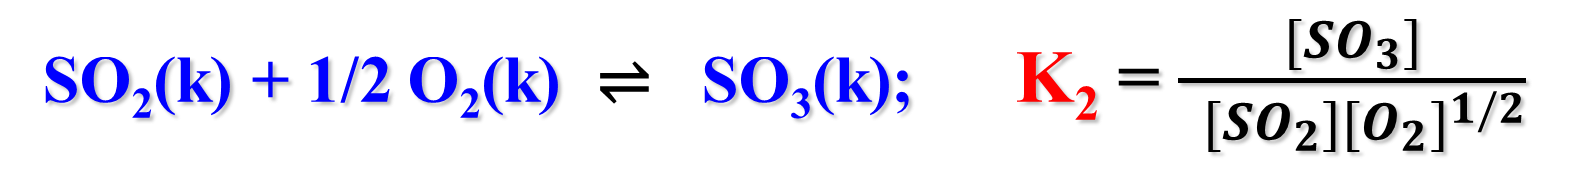 SO₂(k) + 1/2 O₂(k) ⇌ SO₃(k); K₂ = [SO₃] / [SO₂][O₂]^1/2